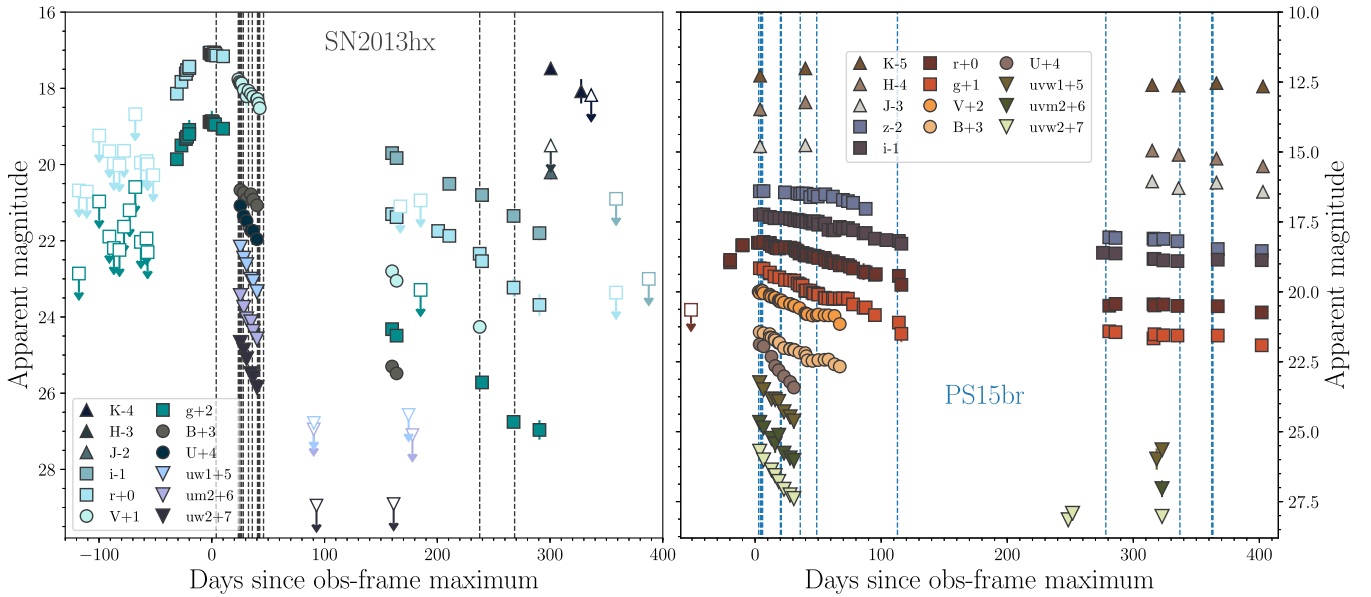 SN2013hx
Apparent magnitude
16
18
20
22
24
26
28
K-4
H-3
J-2
i-1
r+0
V+1
g+2
B+3
U+4
uw1+5
um2+6
uw2+7
−100
0
100
200
300
400
Days since obs-frame maximum
K-5
H-4
J-3
z-2
i-1
r+0
g+1
V+2
B+3
U+4
uvw1+5
uvm2+6
uvw2+7
PS15br
10.0
12.5
15.0
17.5
20.0
22.5
25.0
27.5
Apparent magnitude
0
100
200
300
400
Days since obs-frame maximum